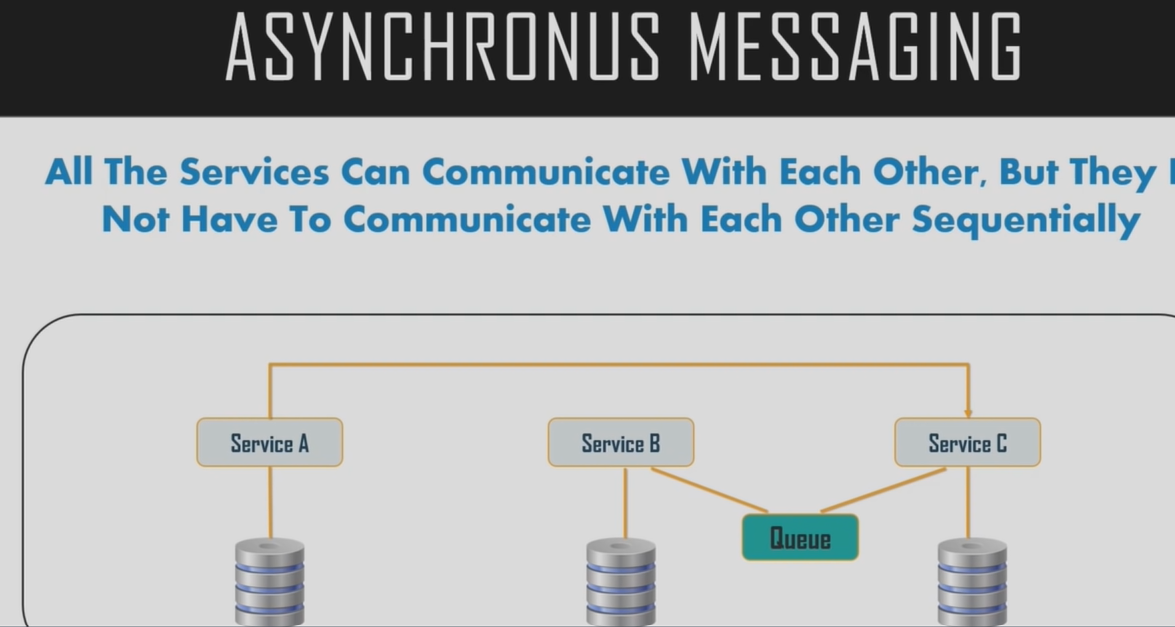 ASYNCHRONUS MESSAGING
All The Services Can Communicate With Each Other, But They
Not Have To Communicate With Each Other Sequentially
Service A
Service B
Service C
Queue